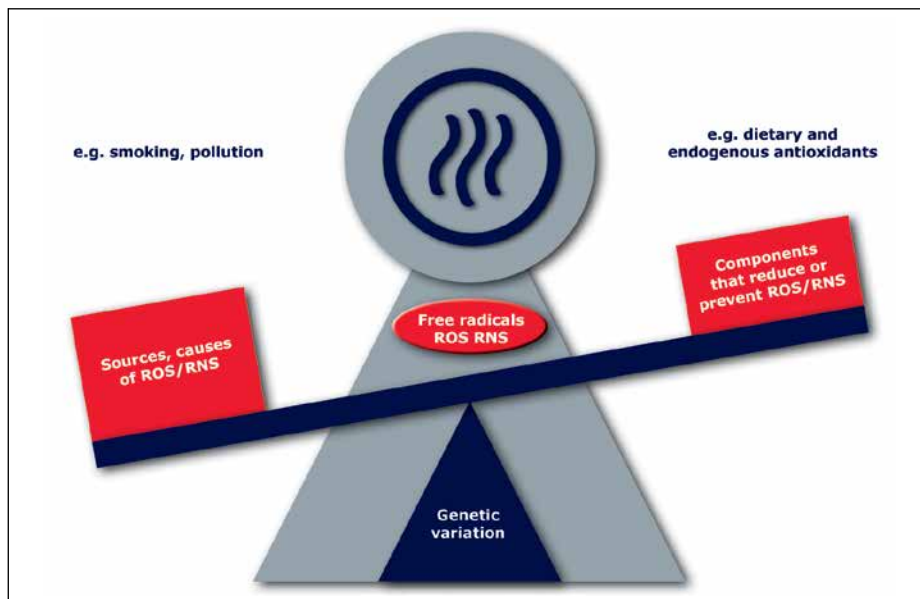 e.g. smoking, pollution
e.g. dietary and
endogenous antioxidants
Sources, causes
of ROS/RNS
Free radicals
ROS RNS
Components
that reduce or
prevent ROS/RNS
Genetic
variation